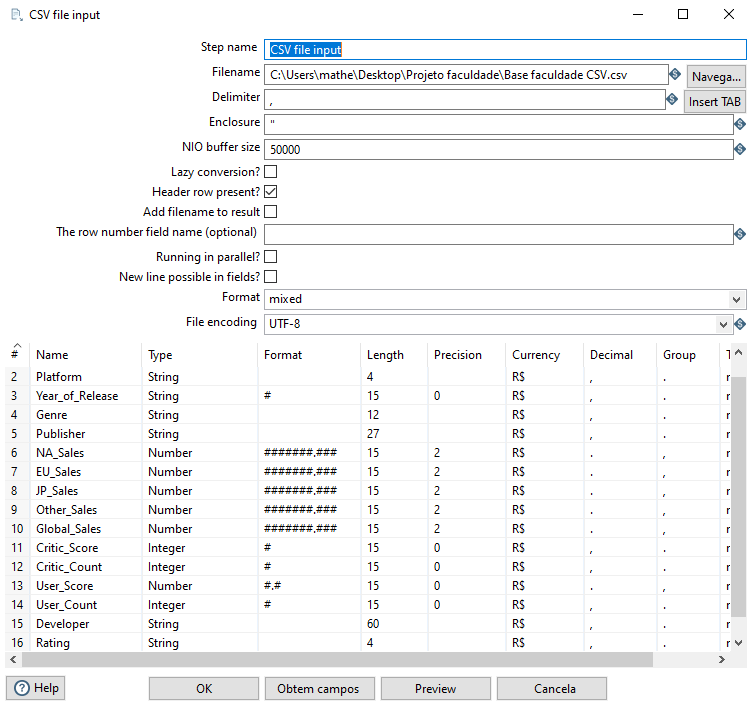 CSV file input
Step name CSV file input
Filename C:\Users\mathe\Desktop\Projeto faculdade\Base faculdade CSV.csv Navega...
Delimiter , Insert TAB
Enclosure "
NIO buffer size 50000
Lazy conversion?
Header row present?
Add filename to result
The row number field name (optional)
Running in parallel?
New line possible in fields?
Format mixed
File encoding UTF-8
# Name Type Format Length Precision Currency Decimal Group
2 Platform String 4 R$ , .
3 Year_of_Release String # 15 0 R$ , .
4 Genre String 12 R$ , .
5 Publisher String 27 R$ , .
6 NA_Sales Number #######.### 15 2 R$ . ,
7 EU_Sales Number #######.### 15 2 R$ . ,
8 JP_Sales Number #######.### 15 2 R$ . ,
9 Other_Sales Number #######.### 15 2 R$ . ,
10 Global_Sales Number #######.### 15 2 R$ . ,
11 Critic_Score Integer # 15 0 R$ , .
12 Critic_Count Integer # 15 0 R$ , .
13 User_Score Number #.# 15 0 R$ . ,
14 User_Count Integer # 15 0 R$ , .
15 Developer String 60 R$ , .
16 Rating String 4 R$ , .
Help OK Obtem campos Preview Cancela